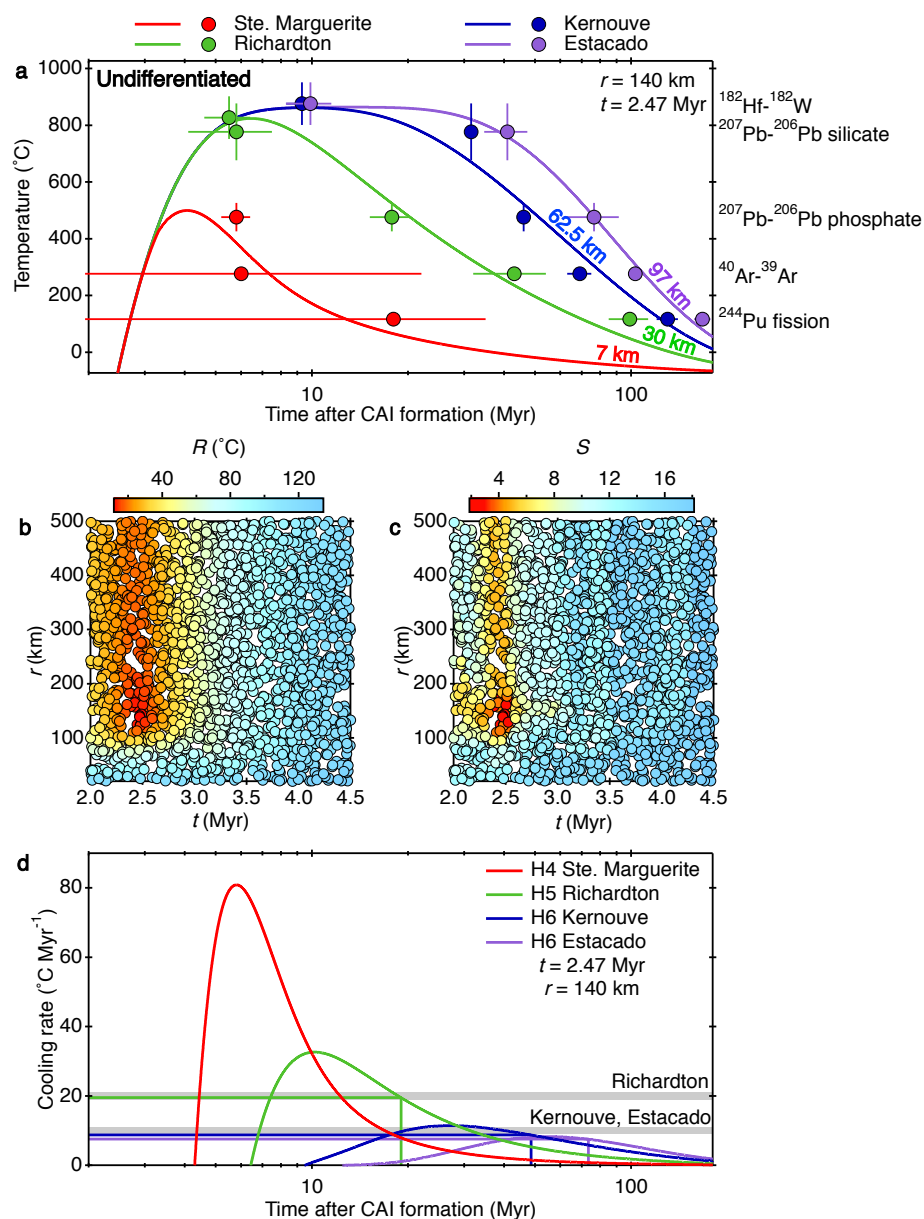 Ste. Marguerite
Kernouve
Richardton
Estacado
a
Undifferentiated
r = 140 km
t = 2.47 Myr
1000
800
600
400
200
0
Temperature (˚C)
¹⁸²Hf-¹⁸²W
²⁰⁷Pb-²⁰⁶Pb silicate
²⁰⁷Pb-²⁰⁶Pb phosphate
⁴⁰Ar-³⁹Ar
²⁴⁴Pu fission
62.5 km
97 km
30 km
7 km
10
100
Time after CAI formation (Myr)
R (˚C)
40 80 120
b
500
400
300
200
100
r (km)
2.0 2.5 3.0 3.5 4.0 4.5
t (Myr)
S
4 8 12 16
c
500
400
300
200
100
r (km)
2.0 2.5 3.0 3.5 4.0 4.5
t (Myr)
d
H4 Ste. Marguerite
H5 Richardton
H6 Kernouve
H6 Estacado
t = 2.47 Myr
r = 140 km
80
60
40
20
0
Cooling rate (˚C Myr⁻¹)
Richardton
Kernouve, Estacado
10
100
Time after CAI formation (Myr)